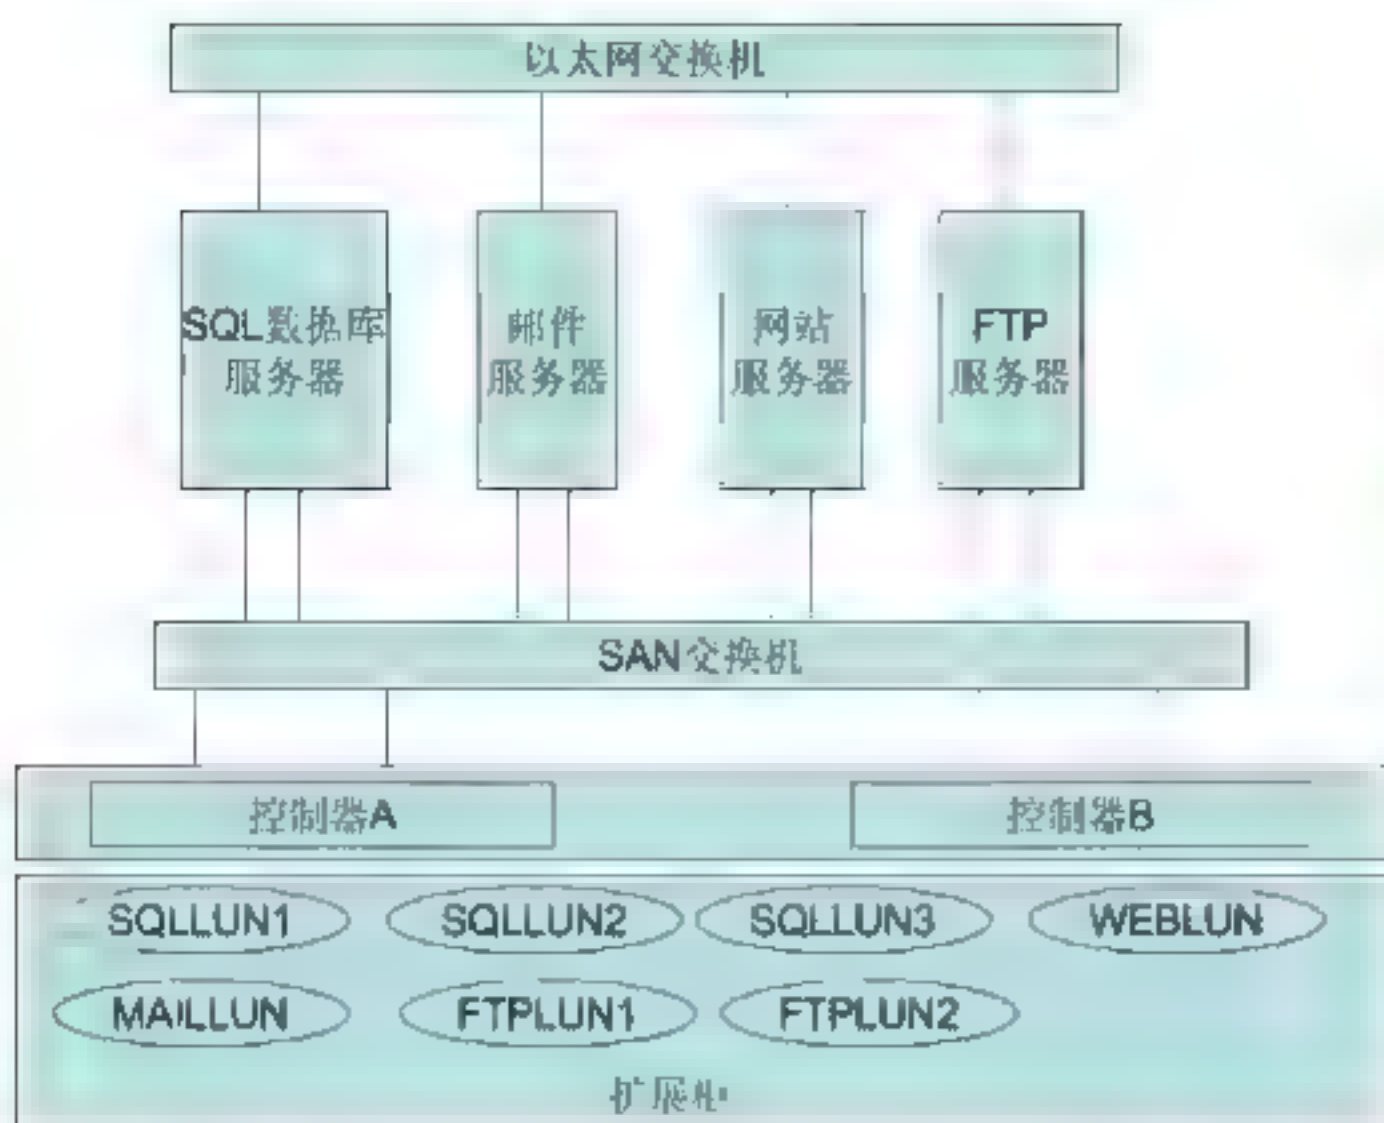 以太网交换机
SQL数据库
服务器
邮件
服务器
网站
服务器
FTP
服务器
SAN交换机
控制器A
控制器B
SQLLUN1
SQLLUN2
SQLLUN3
WEBLUN
MAILLUN
FTPLUN1
FTPLUN2
扩展柜